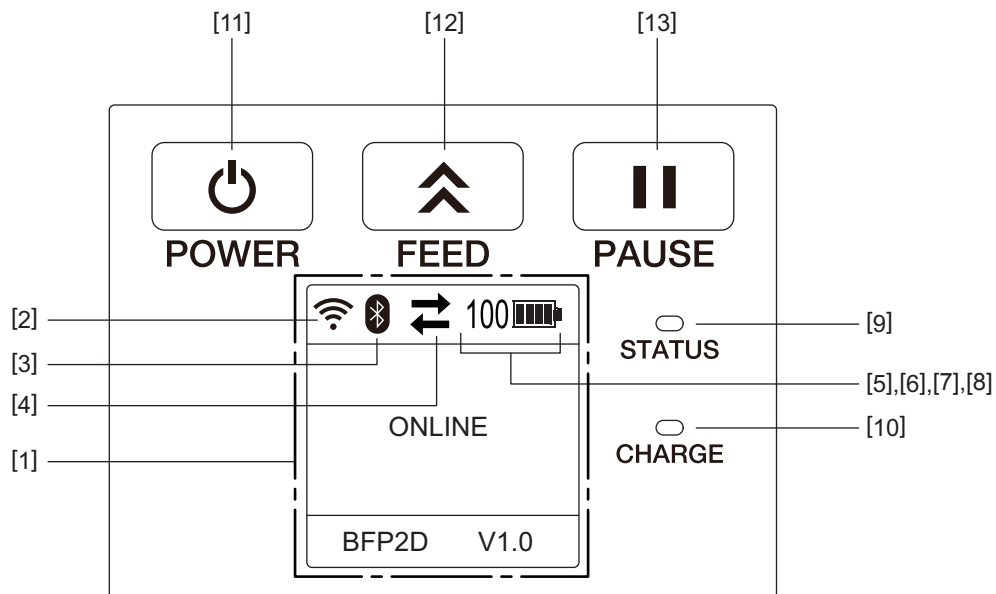 [11] [12] [13]
POWER FEED PAUSE
[2] 100 [9]
STATUS
[3]
[5],[6],[7],[8]
[4]
ONLINE [10]
CHARGE
[1]
BFP2D V1.0